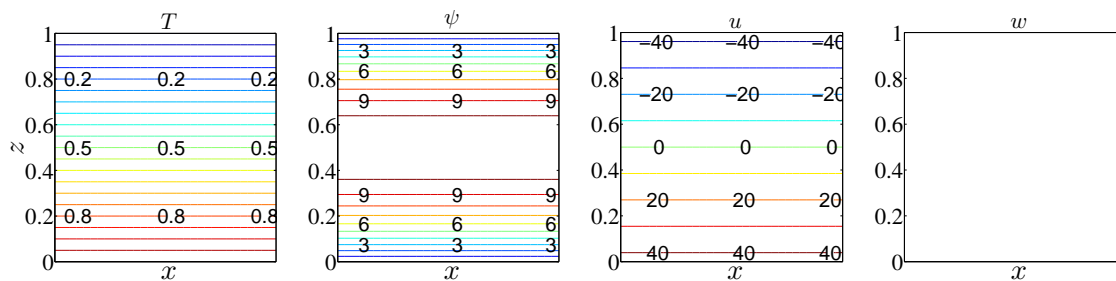 T ψ u w
1 1 1 1
3 3 3 −40 −40 −40
0.8 0.2 0.2 0.2 0.8 6 6 6 0.8 0.8
9 9 9 −20 −20 −20
0.6 0.6 0.6 0.6
z 0.5 0.5 0.5 0 0 0
0.4 0.4 0.4 0.4
9 9 9 20 20 20
0.2 0.8 0.8 0.8 0.2 6 6 6 0.2 0.2
3 3 3 40 40 40
0 0 0 0
x x x x